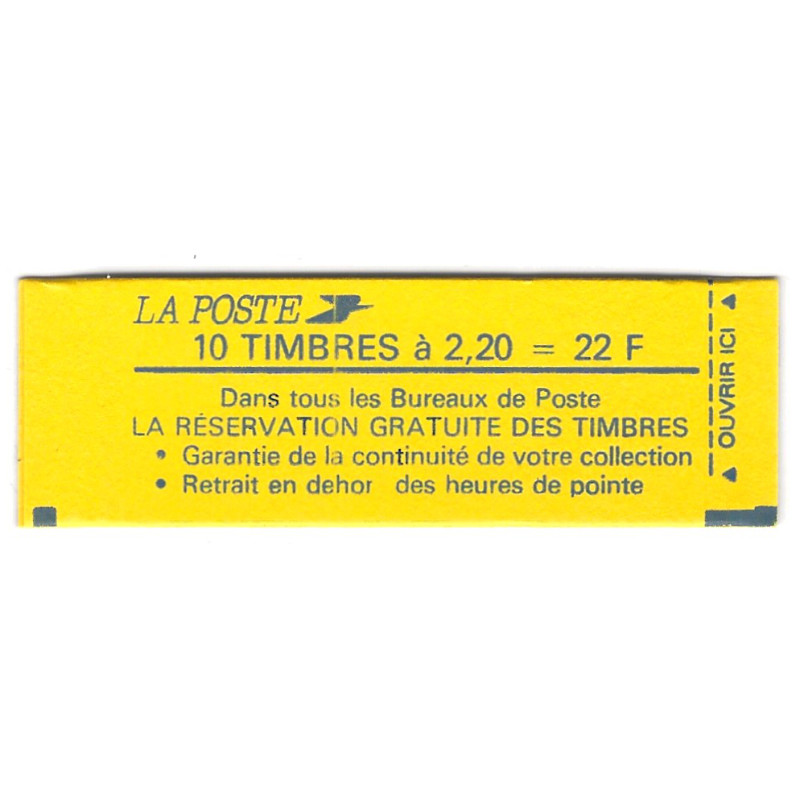 LA POSTE
10 TIMBRES à 2,20 = 22 F
Dans tous les Bureaux de Poste
LA RÉSERVATION GRATUITE DES TIMBRES
• Garantie de la continuité de votre collection
• Retrait en dehor des heures de pointe
OUVRIR ICI